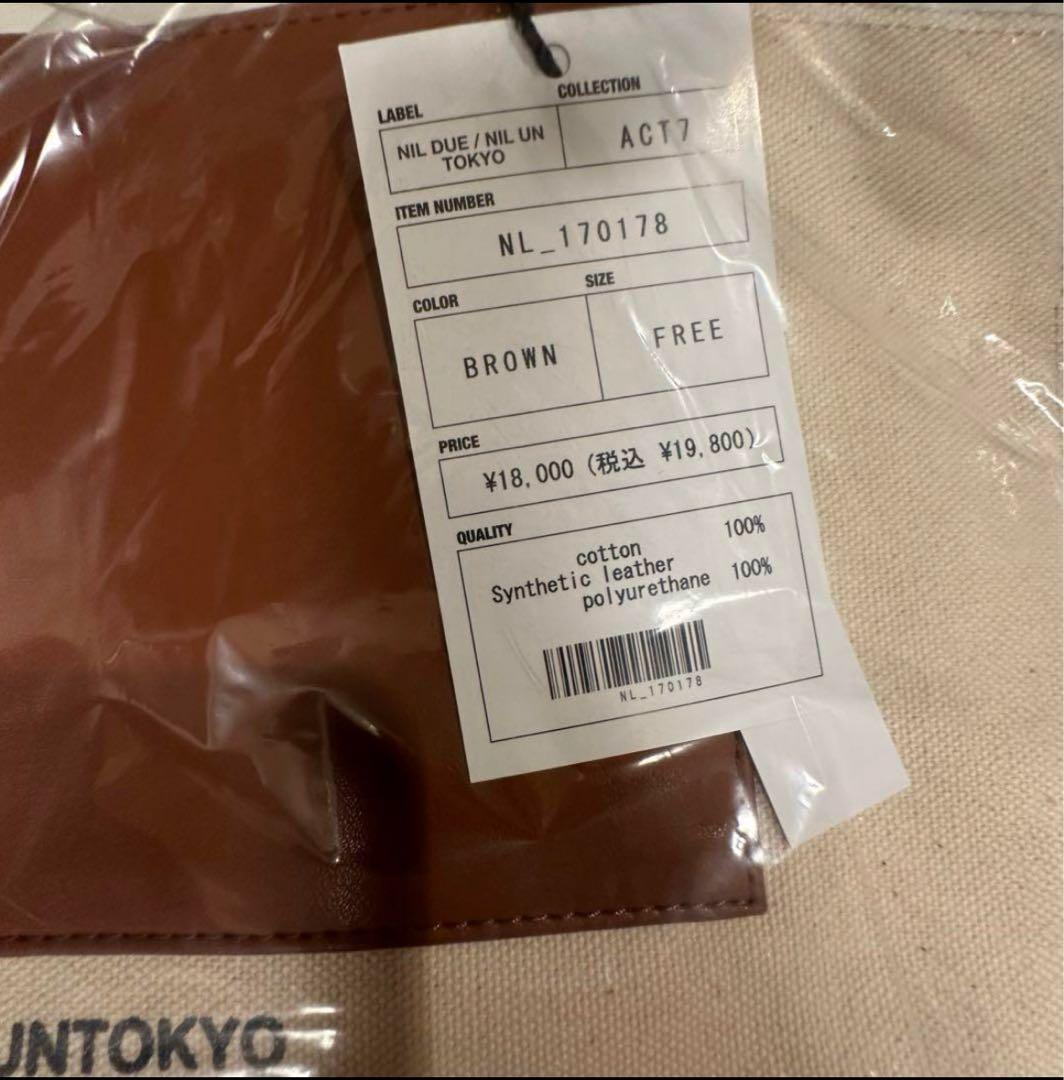 LABEL
COLLECTION
NIL DUE / NIL UN
TOKYO
ACT7
ITEM NUMBER
NL_170178
COLOR
SIZE
BROWN
FREE
PRICE
¥18,000 (税込 ¥19,800)
QUALITY
cotton 100%
Synthetic leather
polyurethane 100%
NL_170178
UNTOKYO